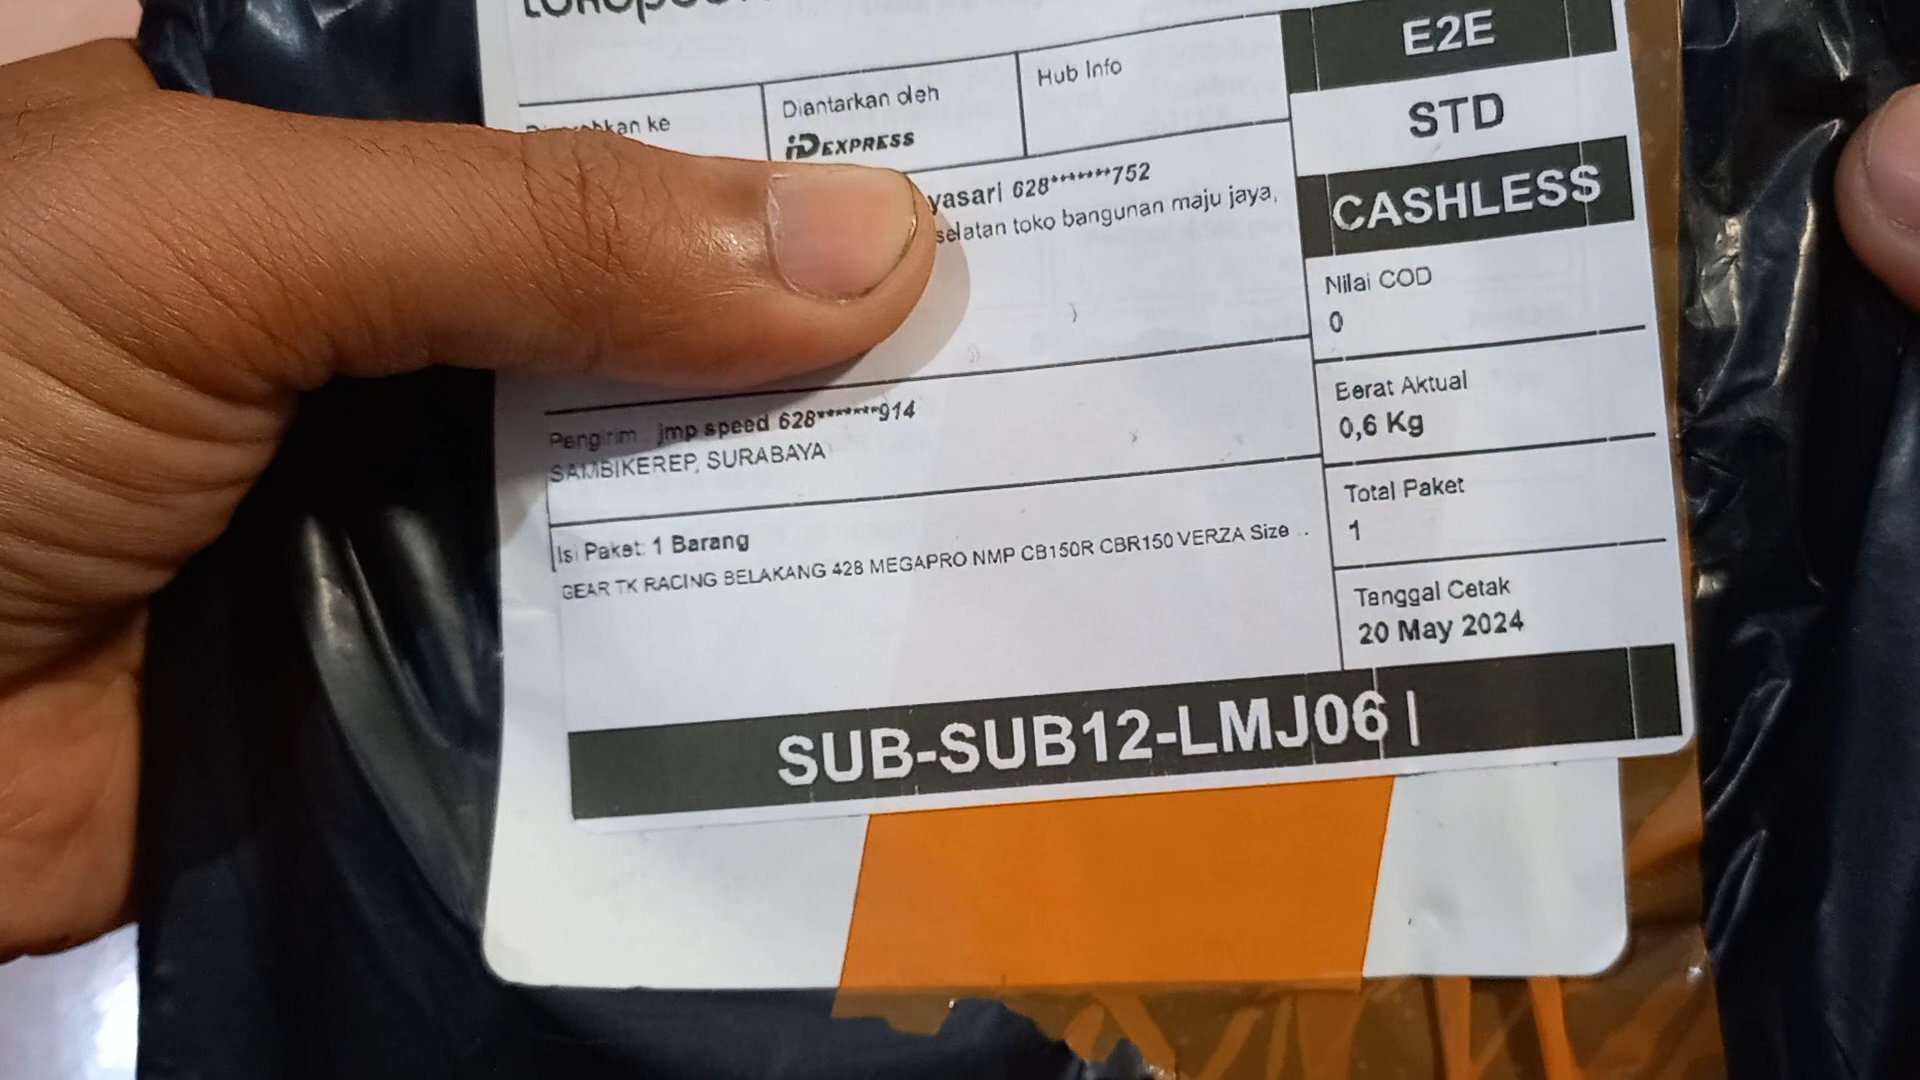 E2E
Diantarkan oleh
iDEXPRESS
Hub Info
STD
CASHLESS
kan ke
yasari 628*******752
selatan toko bangunan maju jaya,
Nilai COD
0
Pengirim : jmp speed 628*******914
SAMBIKEREP, SURABAYA
Berat Aktual
0,6 Kg
Isi Paket: 1 Barang
GEAR TK RACING BELAKANG 428 MEGAPRO NMP CB150R CBR150 VERZA Size ..
Total Paket
1
Tanggal Cetak
20 May 2024
SUB-SUB12-LMJ06 |